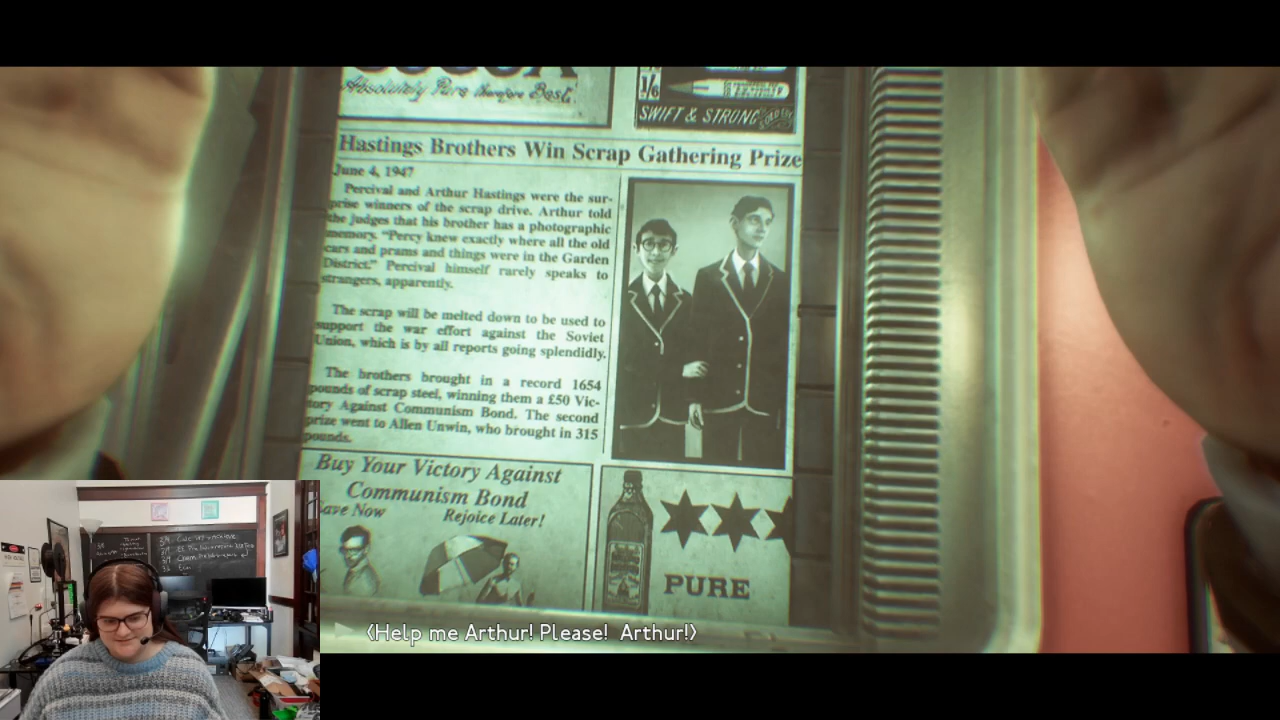 COCOA
Absolutely Pure therefore Best.
1/6
SWIFT & STRONG
Hastings Brothers Win Scrap Gathering Prize
June 4, 1947
Percival and Arthur Hastings were the sur-
prise winners of the scrap drive. Arthur told
the judges that his brother has a photographic
memory. “Percy knew exactly where all the old
cars and prams and things were in the Garden
District.” Percival himself rarely speaks to
strangers, apparently.
The scrap will be melted down to be used to
support the war effort against the Soviet
Union, which is by all reports going splendidly.
The brothers brought in a record 1654
pounds of scrap steel, winning them a £50 Vic-
tory Against Communism Bond. The second
prize went to Allen Unwin, who brought in 315
pounds.
Buy Your Victory Against
Communism Bond
Save Now
Rejoice Later!
PURE
〈Help me Arthur! Please! Arthur!〉